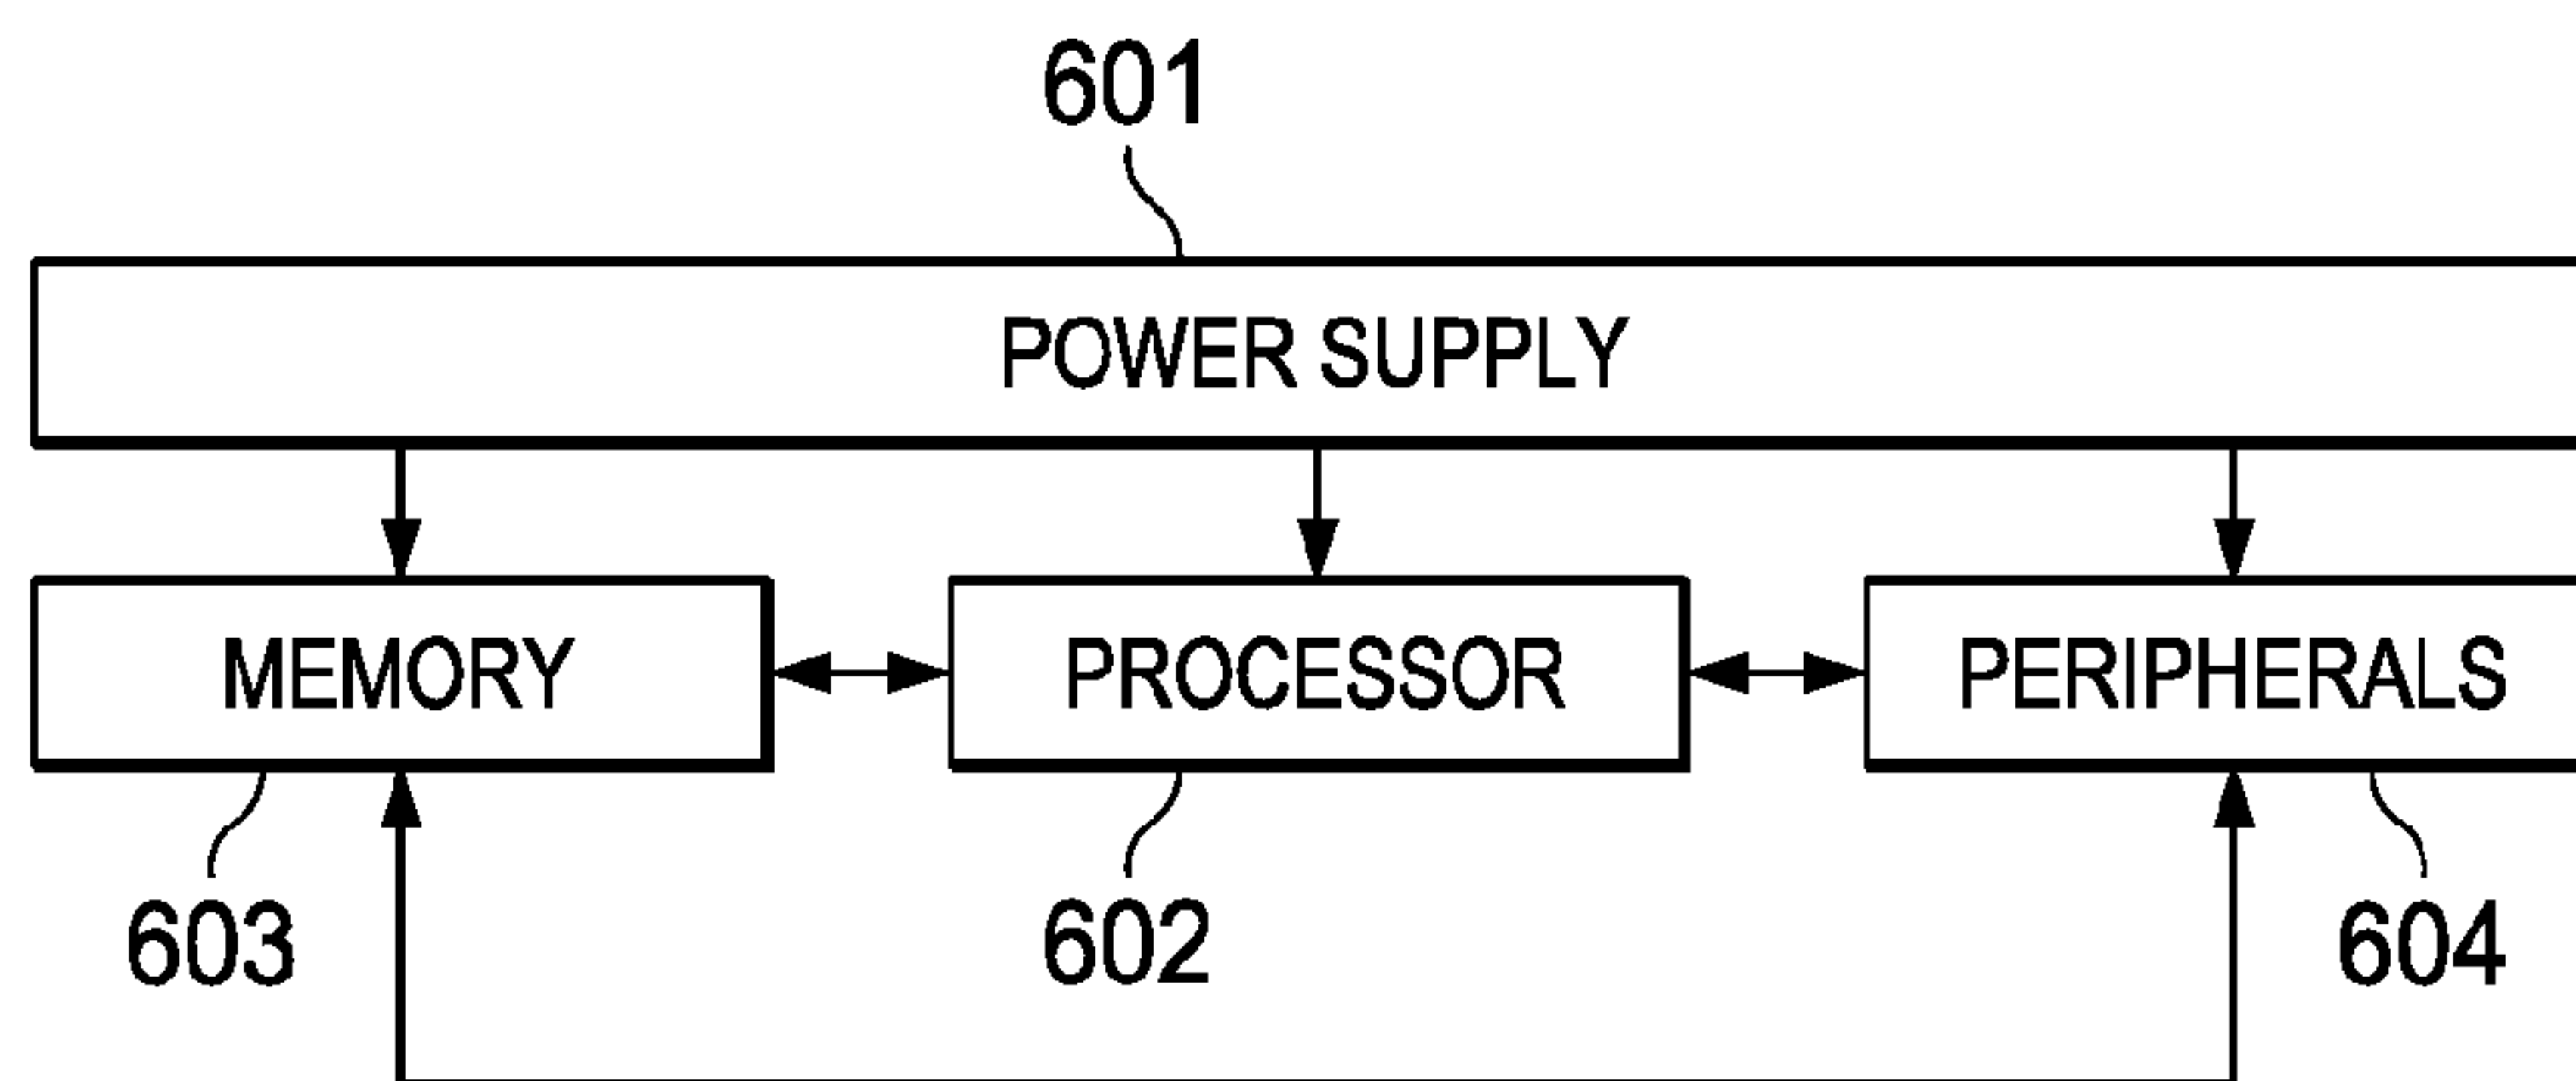 601
POWER SUPPLY
MEMORY
PROCESSOR
PERIPHERALS
603
602
604